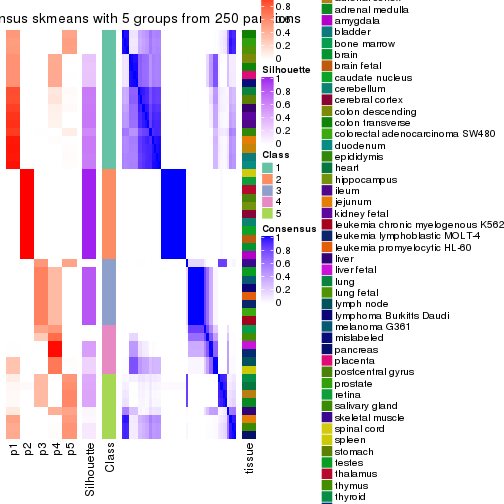 nsus skmeans with 5 groups from 250 par
0.8
0.6
0.4
0.2
0
Silhouette
1
0.8
0.6
0.4
0.2
0
Class
1
2
3
4
5
Consensus
1
0.8
0.6
0.4
0.2
0
p1
p2
p3
p4
p5
Silhouette
Class
tissue
adrenal medulla
amygdala
bladder
bone marrow
brain
brain fetal
caudate nucleus
cerebellum
cerebral cortex
colon descending
colon transverse
colorectal adenocarcinoma SW480
duodenum
epididymis
heart
hippocampus
ileum
jejunum
kidney fetal
leukemia chronic myelogenous K562
leukemia lymphoblastic MOLT-4
leukemia promyelocytic HL-60
liver
liver fetal
lung
lung fetal
lymph node
lymphoma Burkitts Daudi
melanoma G361
mislabeled
pancreas
placenta
postcentral gyrus
prostate
retina
salivary gland
skeletal muscle
spinal cord
spleen
stomach
testes
thalamus
thymus
thyroid